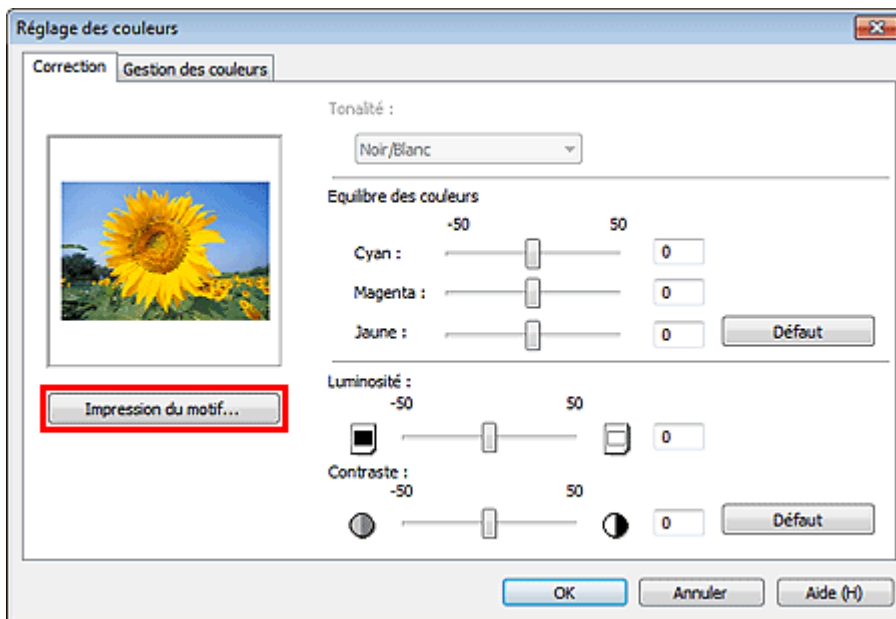 Réglage des couleurs
Correction
Gestion des couleurs
Tonalité :
Noir/Blanc
Equilibre des couleurs
-50 50
Cyan : 0
Magenta : 0
Jaune : 0 Défaut
Impression du motif...
Luminosité :
-50 50
0
Contraste :
-50 50
0 Défaut
OK Annuler Aide (H)